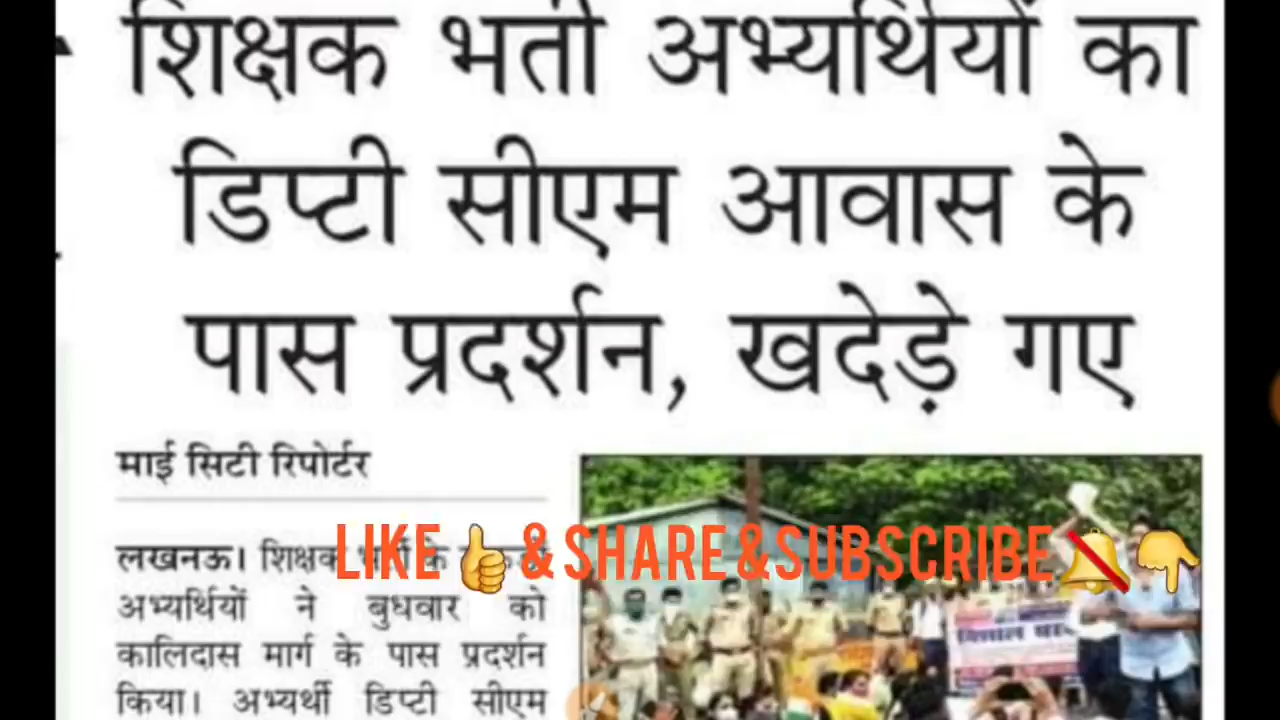 शिक्षक भर्ती अभ्यर्थियों का
डिप्टी सीएम आवास के
पास प्रदर्शन, खदेड़े गए
माई सिटी रिपोर्टर
LIKE 👍 & SHARE & SUBSCRIBE 🔕👇
लखनऊ। शिक्षक के
अभ्यर्थियों ने बुधवार को
कालिदास मार्ग के पास प्रदर्शन
किया। अभ्यर्थी डिप्टी सीएम